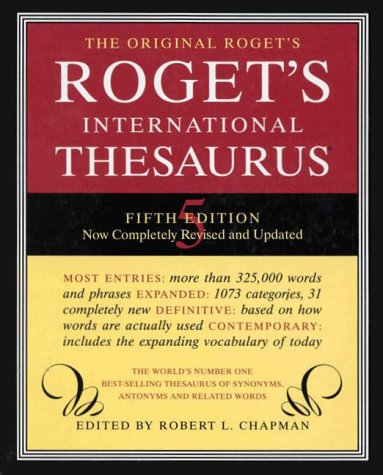 THE ORIGINAL ROGET'S
ROGET'S
INTERNATIONAL
THESAURUS®
5
FIFTH EDITION
Now Completely Revised and Updated
MOST ENTRIES: more than 325,000 words
and phrases EXPANDED: 1073 categories, 31
completely new DEFINITIVE: based on how
words are actually used CONTEMPORARY:
includes the expanding vocabulary of today
THE WORLD'S NUMBER ONE
BEST-SELLING THESAURUS OF SYNONYMS,
ANTONYMS AND RELATED WORDS
EDITED BY ROBERT L. CHAPMAN